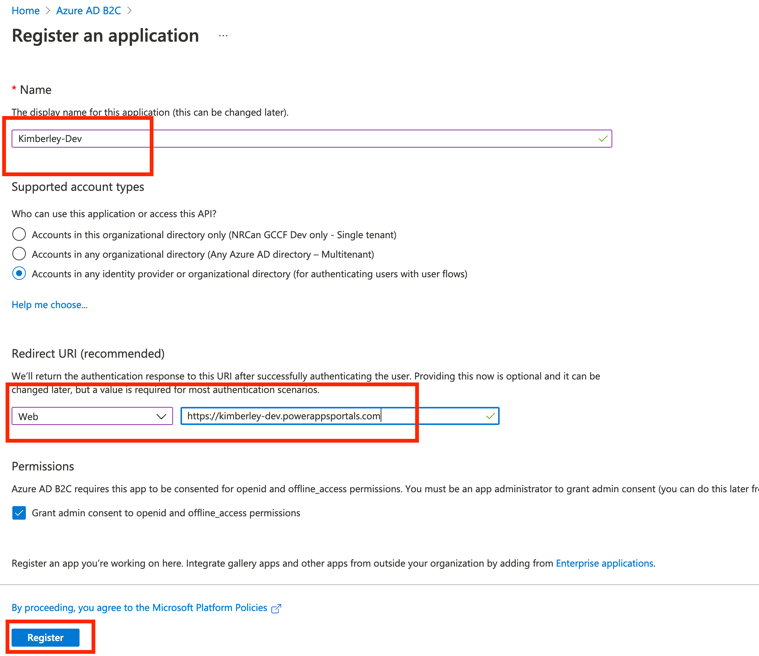 Home > Azure AD B2C >
Register an application ...
* Name
The display name for this application (this can be changed later).
Kimberley-Dev
Supported account types
Who can use this application or access this API?
Accounts in this organizational directory only (NRCan GCCF Dev only - Single tenant)
Accounts in any organizational directory (Any Azure AD directory – Multitenant)
Accounts in any identity provider or organizational directory (for authenticating users with user flows)
Help me choose...
Redirect URI (recommended)
We'll return the authentication response to this URI after successfully authenticating the user. Providing this now is optional and it can be
changed later, but a value is required for most authentication scenarios.
Web https://kimberley-dev.powerappsportals.com
Permissions
Azure AD B2C requires this app to be consented for openid and offline_access permissions. You must be an app administrator to grant admin consent (you can do this later fr
Grant admin consent to openid and offline_access permissions
Register an app you're working on here. Integrate gallery apps and other apps from outside your organization by adding from Enterprise applications.
By proceeding, you agree to the Microsoft Platform Policies
Register